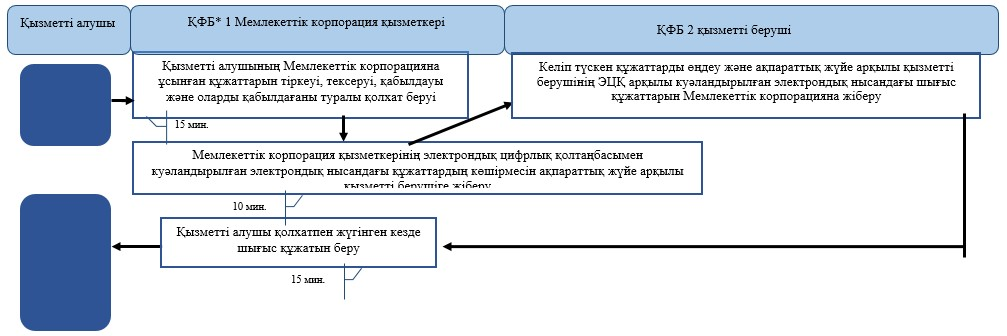 Қызметті алушы
ҚФБ* 1 Мемлекеттік корпорация қызметкері
ҚФБ 2 қызметті беруші
Қызметті алушының Мемлекеттік корпорацияна
ұсынған құжаттарын тіркеуі, тексеруі, қабылдауы
және оларды қабылдағаны туралы қолхат беруі
Келіп түскен құжаттарды өңдеу және ақпараттық жүйе арқылы қызметті
берушінің ЭЦҚ арқылы куәландырылған электрондық нысандағы шығыс
құжаттарын Мемлекеттік корпорацияна жіберу
15 мин.
Мемлекеттік корпорация қызметкерінің электрондық цифрлық қолтаңбасымен
куәландырылған электрондық нысандағы құжаттардың көшірмесін ақпараттық жүйе арқылы
қызметті берушіге жіберу
10 мин.
Қызметті алушы қолхатпен жүгінген кезде
шығыс құжатын беру
15 мин.